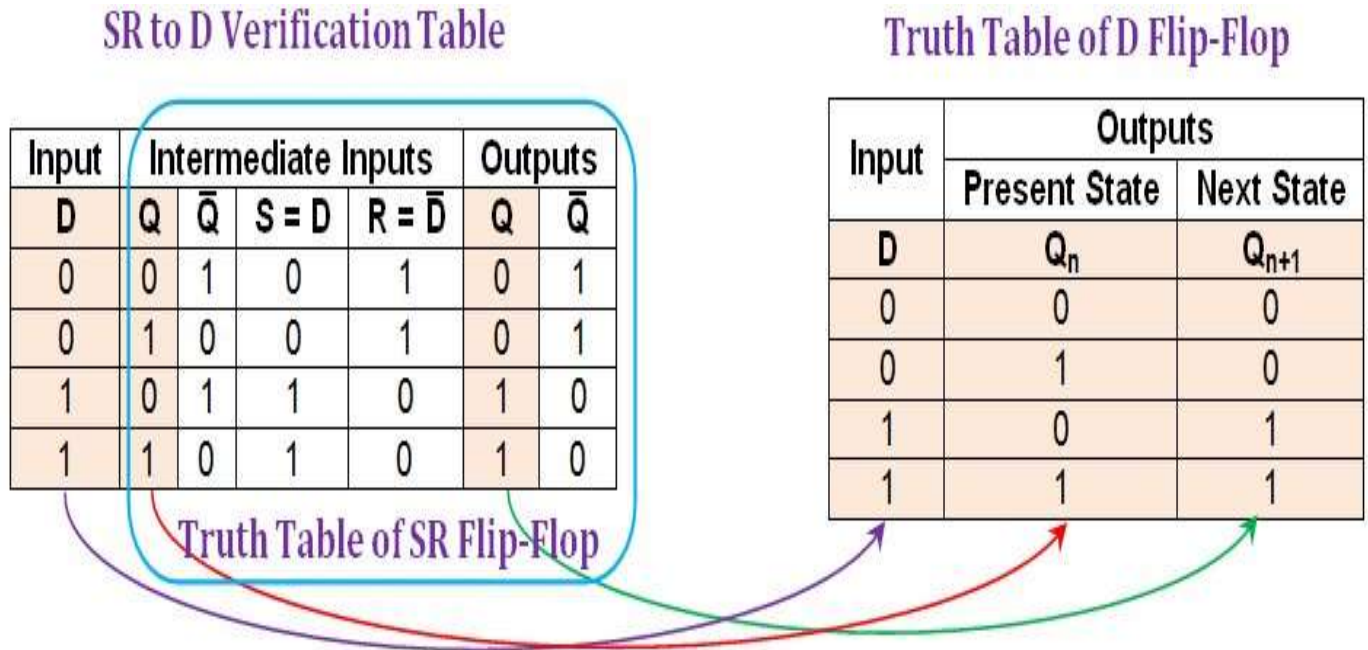 SR to D Verification Table
Input Intermediate Inputs Outputs
D Q Q̅ S = D R = D̅ Q Q̅
0 0 1 0 1 0 1
0 1 0 0 1 0 1
1 0 1 1 0 1 0
1 1 0 1 0 1 0
Truth Table of SR Flip-Flop
Truth Table of D Flip-Flop
Input Outputs
Present State Next State
D Qn Qn+1
0 0 0
0 1 0
1 0 1
1 1 1